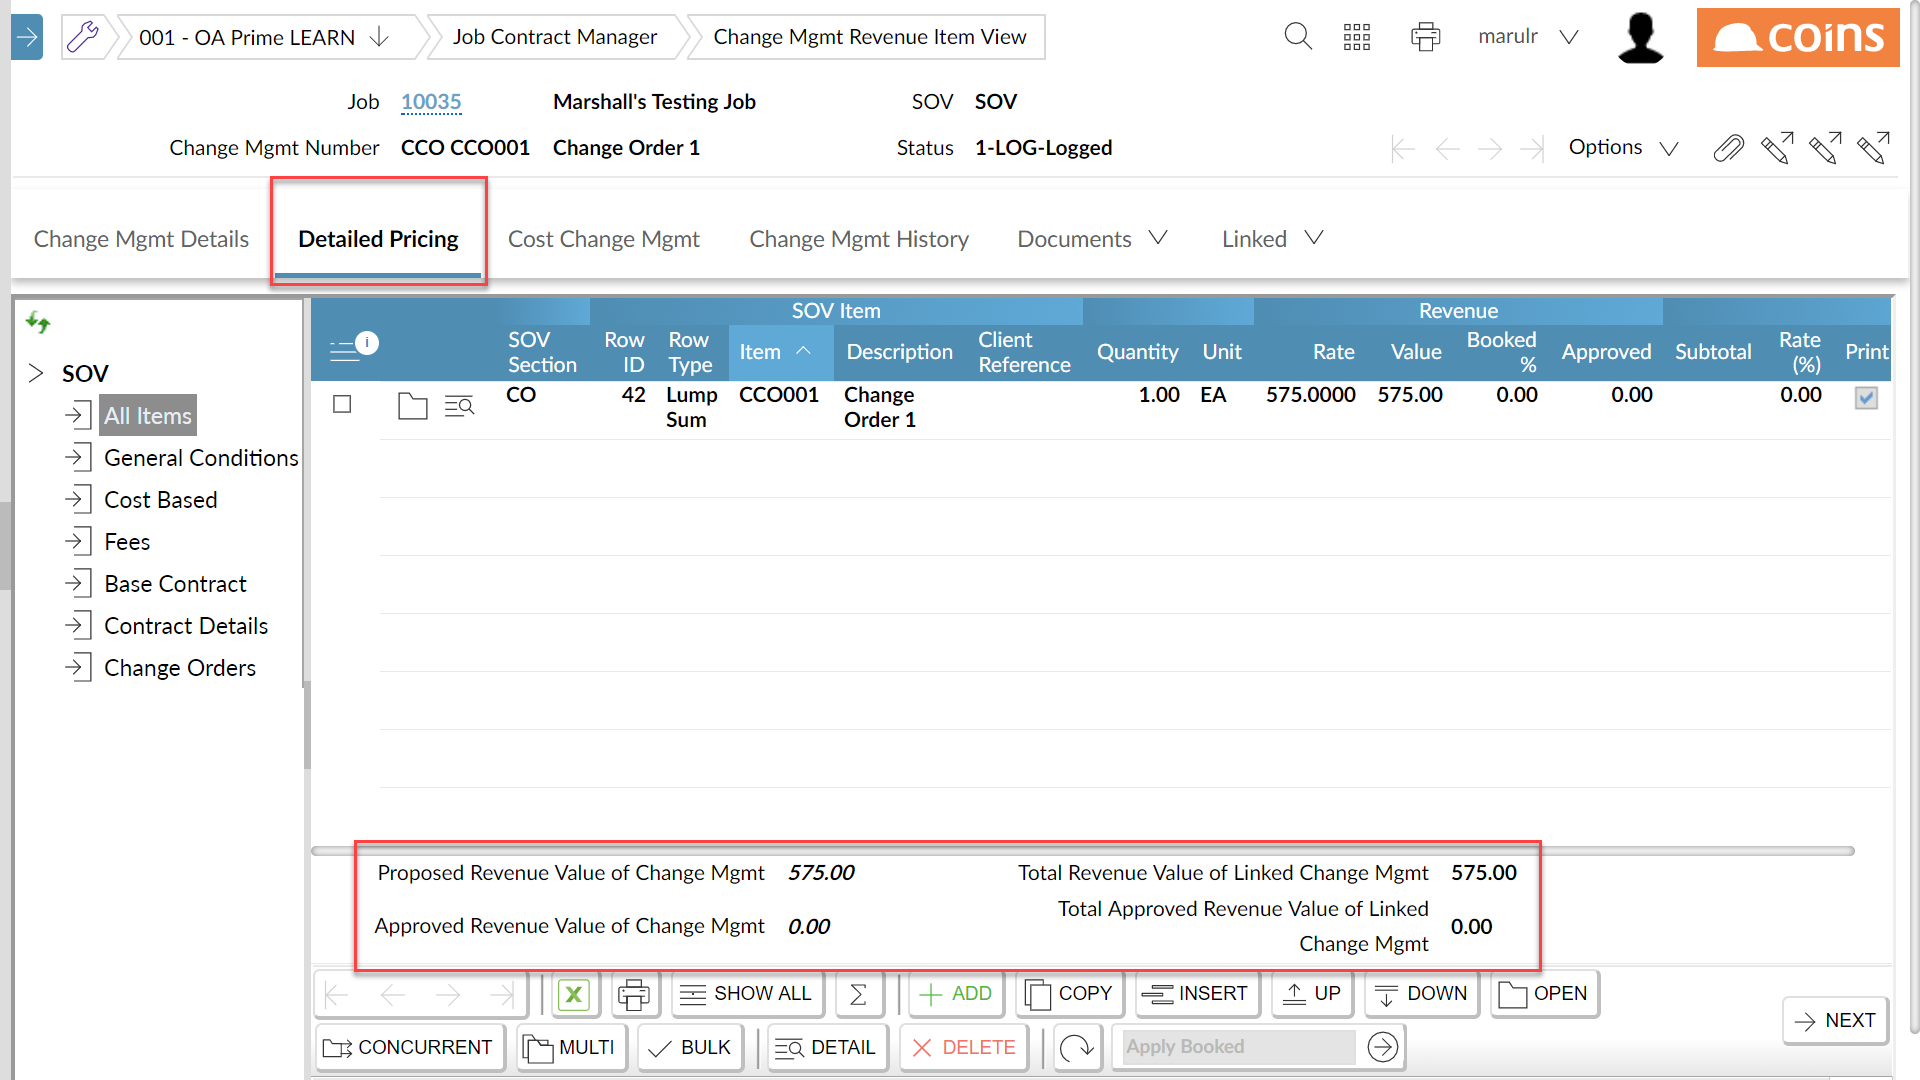 001 - OA Prime LEARN
Job Contract Manager
Change Mgmt Revenue Item View
marulr
coins
Job 10035 Marshall's Testing Job SOV SOV
Change Mgmt Number CCO CCO001 Change Order 1 Status 1-LOG-Logged
Options
Change Mgmt Details Detailed Pricing Cost Change Mgmt Change Mgmt History Documents Linked
SOV
All Items
General Conditions
Cost Based
Fees
Base Contract
Contract Details
Change Orders
SOV Item Revenue
i
SOV Section Row ID Row Type Item Description Client Reference Quantity Unit Rate Value Booked % Approved Subtotal Rate (%) Print
CO 42 Lump Sum CCO001 Change Order 1 1.00 EA 575.0000 575.00 0.00 0.00 0.00
Proposed Revenue Value of Change Mgmt 575.00 Total Revenue Value of Linked Change Mgmt 575.00
Approved Revenue Value of Change Mgmt 0.00 Total Approved Revenue Value of Linked
Change Mgmt 0.00
X SHOW ALL Σ ADD COPY INSERT UP DOWN OPEN
NEXT
CONCURRENT MULTI BULK DETAIL DELETE Apply Booked